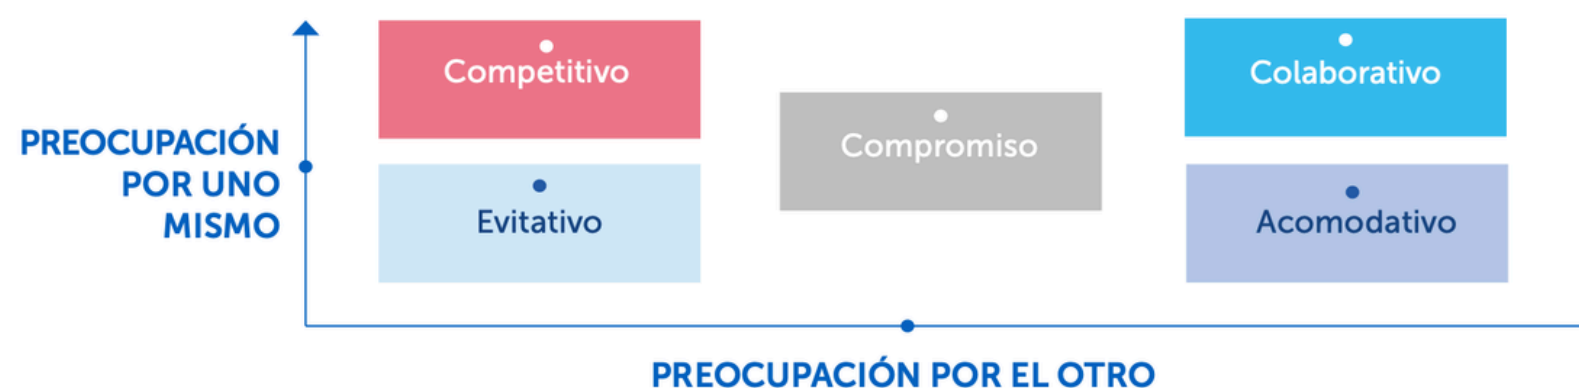 Competitivo
Colaborativo
Compromiso
PREOCUPACIÓN
POR UNO
MISMO
Evitativo
Acomodativo
PREOCUPACIÓN POR EL OTRO